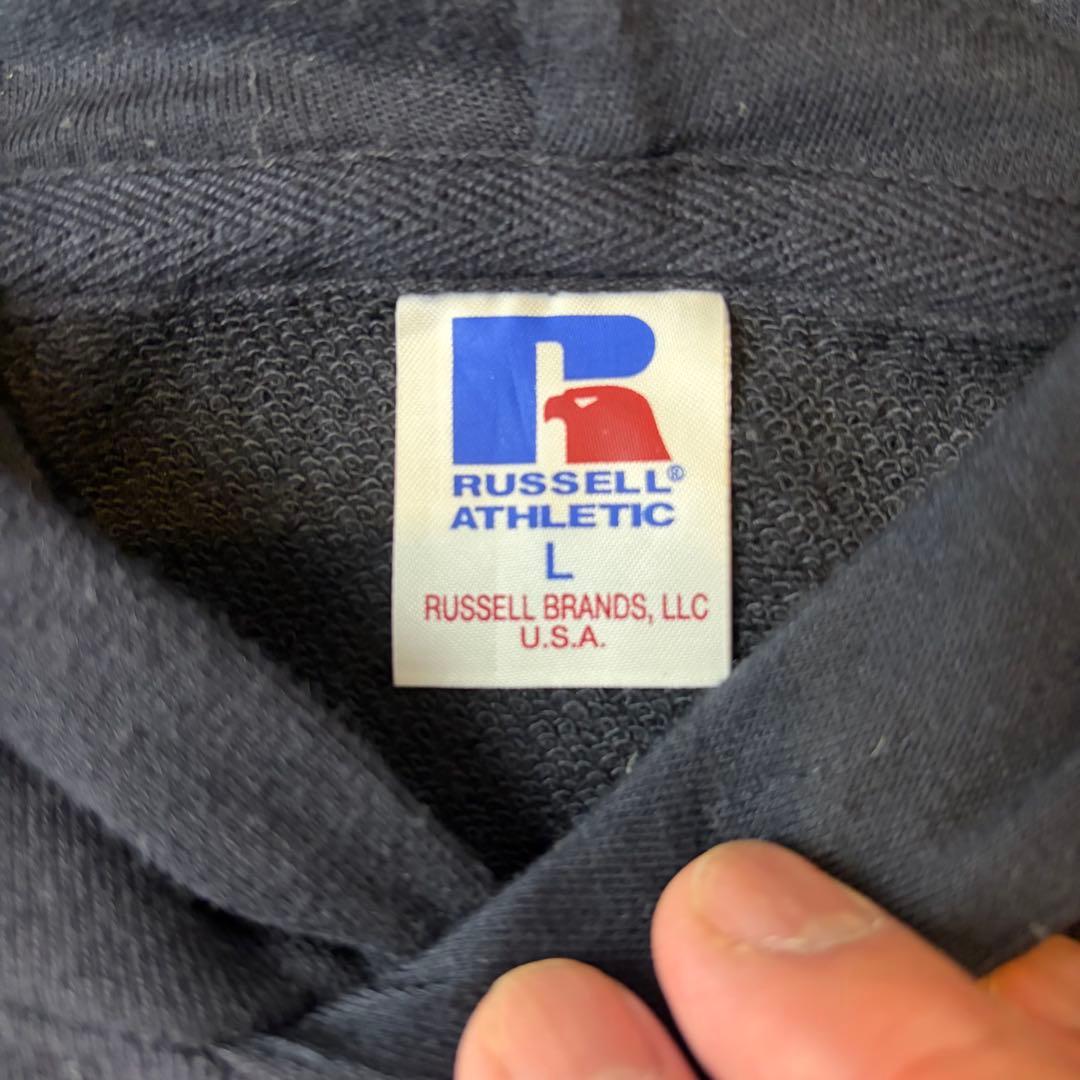 RUSSELL®
ATHLETIC
L
RUSSELL BRANDS, LLC
U.S.A.